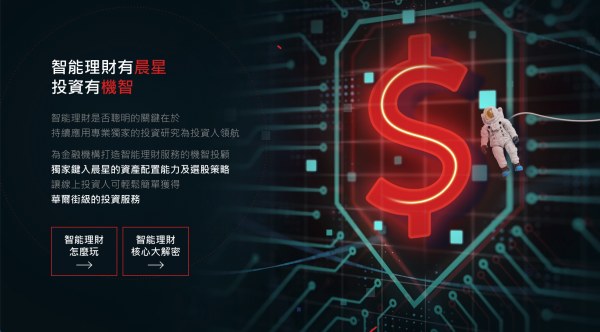 智能理財有晨星
投資有機智
智能理財是否聰明的關鍵在於
持續應用專業獨家的投資研究為投資人領航
為金融機構打造智能理財服務的機智投顧
獨家鍵入晨星的資產配置能力及選股策略
讓線上投資人可輕鬆簡單獲得
華爾街級的投資服務
智能理財
怎麼玩
智能理財
核心大解密